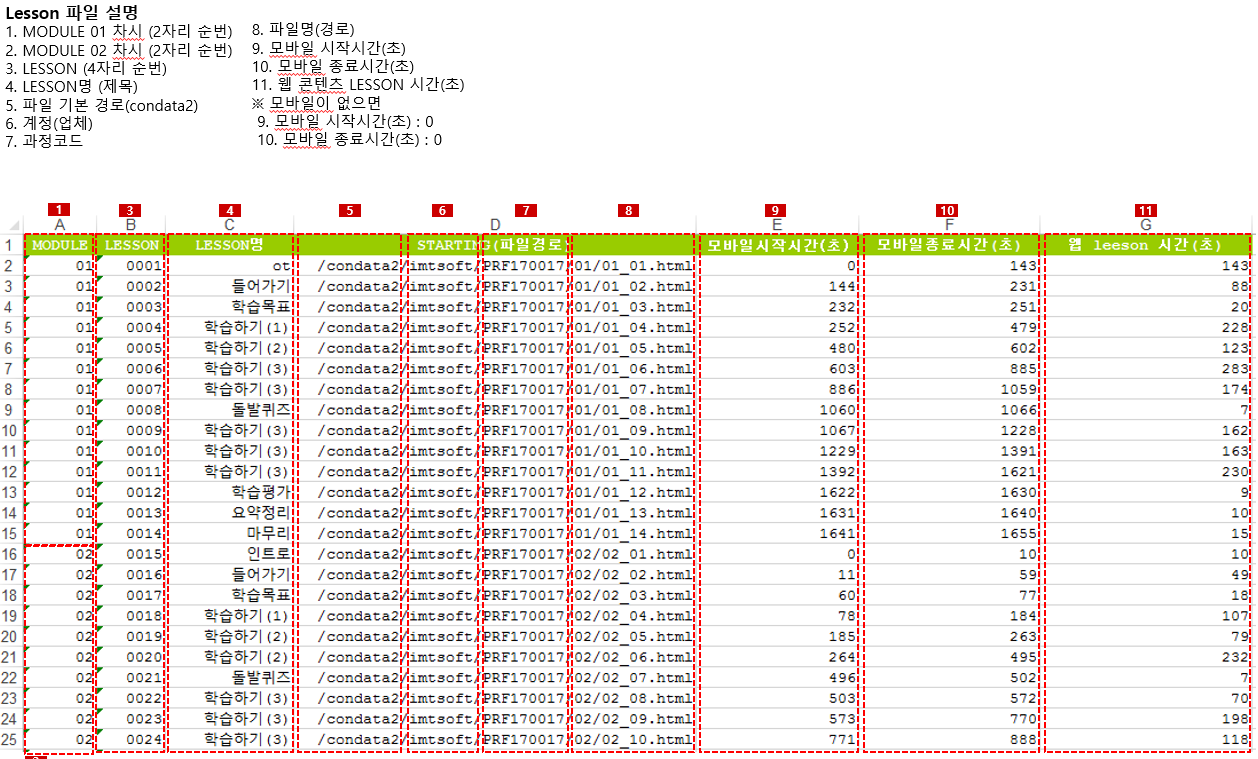 Lesson 파일 설명
1. MODULE 01 차시 (2자리 순번)
2. MODULE 02 차시 (2자리 순번)
3. LESSON (4자리 순번)
4. LESSON명 (제목)
5. 파일 기본 경로(condata2)
6. 계정(업체)
7. 과정코드
8. 파일명(경로)
9. 모바일 시작시간(초)
10. 모바일 종료시간(초)
11. 웹 콘텐츠 LESSON 시간(초)
※ 모바일이 없으면
9. 모바일 시작시간(초) : 0
10. 모바일 종료시간(초) : 0
1 3 4 5 6 7 8 9 10 11
A B C D E F G
1 MODULE LESSON LESSON명 STARTING(파일경로) 모바일시작시간(초) 모바일종료시간(초) 웹 leeson 시간(초)
2 01 0001 ot /condata2/imtsoft/PRF170017/01/01_01.html 0 143 143
3 01 0002 들어가기 /condata2/imtsoft/PRF170017/01/01_02.html 144 231 88
4 01 0003 학습목표 /condata2/imtsoft/PRF170017/01/01_03.html 232 251 20
5 01 0004 학습하기(1) /condata2/imtsoft/PRF170017/01/01_04.html 252 479 228
6 01 0005 학습하기(2) /condata2/imtsoft/PRF170017/01/01_05.html 480 602 123
7 01 0006 학습하기(3) /condata2/imtsoft/PRF170017/01/01_06.html 603 885 283
8 01 0007 학습하기(3) /condata2/imtsoft/PRF170017/01/01_07.html 886 1059 174
9 01 0008 돌발퀴즈 /condata2/imtsoft/PRF170017/01/01_08.html 1060 1066 7
10 01 0009 학습하기(3) /condata2/imtsoft/PRF170017/01/01_09.html 1067 1228 162
11 01 0010 학습하기(3) /condata2/imtsoft/PRF170017/01/01_10.html 1229 1391 163
12 01 0011 학습하기(3) /condata2/imtsoft/PRF170017/01/01_11.html 1392 1621 230
13 01 0012 학습평가 /condata2/imtsoft/PRF170017/01/01_12.html 1622 1630 9
14 01 0013 요약정리 /condata2/imtsoft/PRF170017/01/01_13.html 1631 1640 10
15 01 0014 마무리 /condata2/imtsoft/PRF170017/01/01_14.html 1641 1655 15
16 02 0015 인트로 /condata2/imtsoft/PRF170017/02/02_01.html 0 10 10
17 02 0016 들어가기 /condata2/imtsoft/PRF170017/02/02_02.html 11 59 49
18 02 0017 학습목표 /condata2/imtsoft/PRF170017/02/02_03.html 60 77 18
19 02 0018 학습하기(1) /condata2/imtsoft/PRF170017/02/02_04.html 78 184 107
20 02 0019 학습하기(2) /condata2/imtsoft/PRF170017/02/02_05.html 185 263 79
21 02 0020 학습하기(2) /condata2/imtsoft/PRF170017/02/02_06.html 264 495 232
22 02 0021 돌발퀴즈 /condata2/imtsoft/PRF170017/02/02_07.html 496 502 7
23 02 0022 학습하기(3) /condata2/imtsoft/PRF170017/02/02_08.html 503 572 70
24 02 0023 학습하기(3) /condata2/imtsoft/PRF170017/02/02_09.html 573 770 198
25 02 0024 학습하기(3) /condata2/imtsoft/PRF170017/02/02_10.html 771 888 118